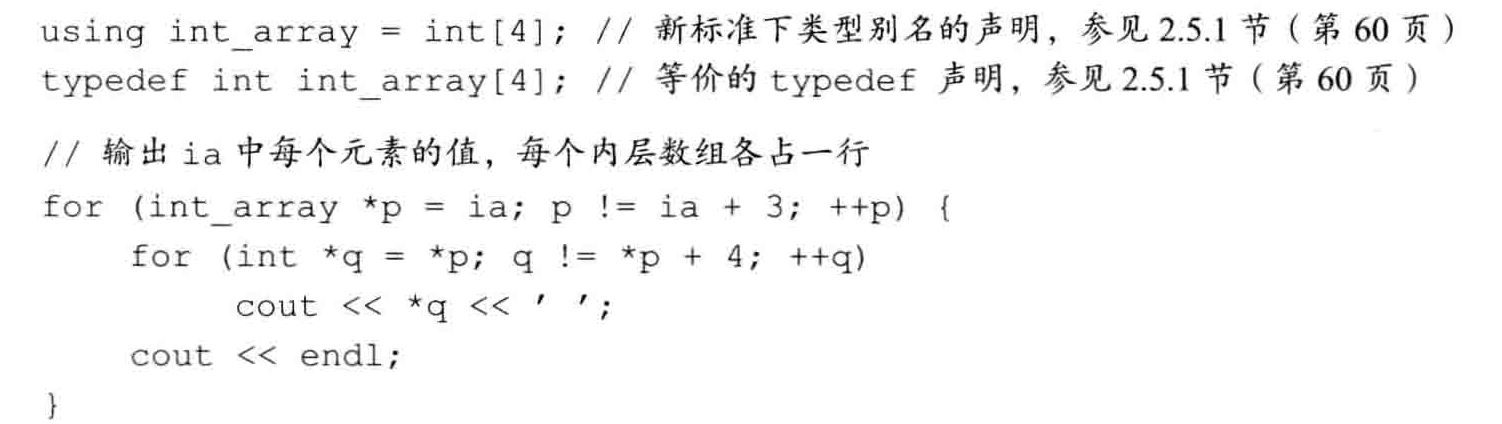 using int_array = int[4]; // 新标准下类型别名的声明，参见 2.5.1 节（第 60 页）
typedef int int_array[4]; // 等价的 typedef 声明，参见 2.5.1 节（第 60 页）
// 输出 ia 中每个元素的值，每个内层数组各占一行
for (int_array *p = ia; p != ia + 3; ++p) {
for (int *q = *p; q != *p + 4; ++q)
cout << *q << ' ';
cout << endl;
}